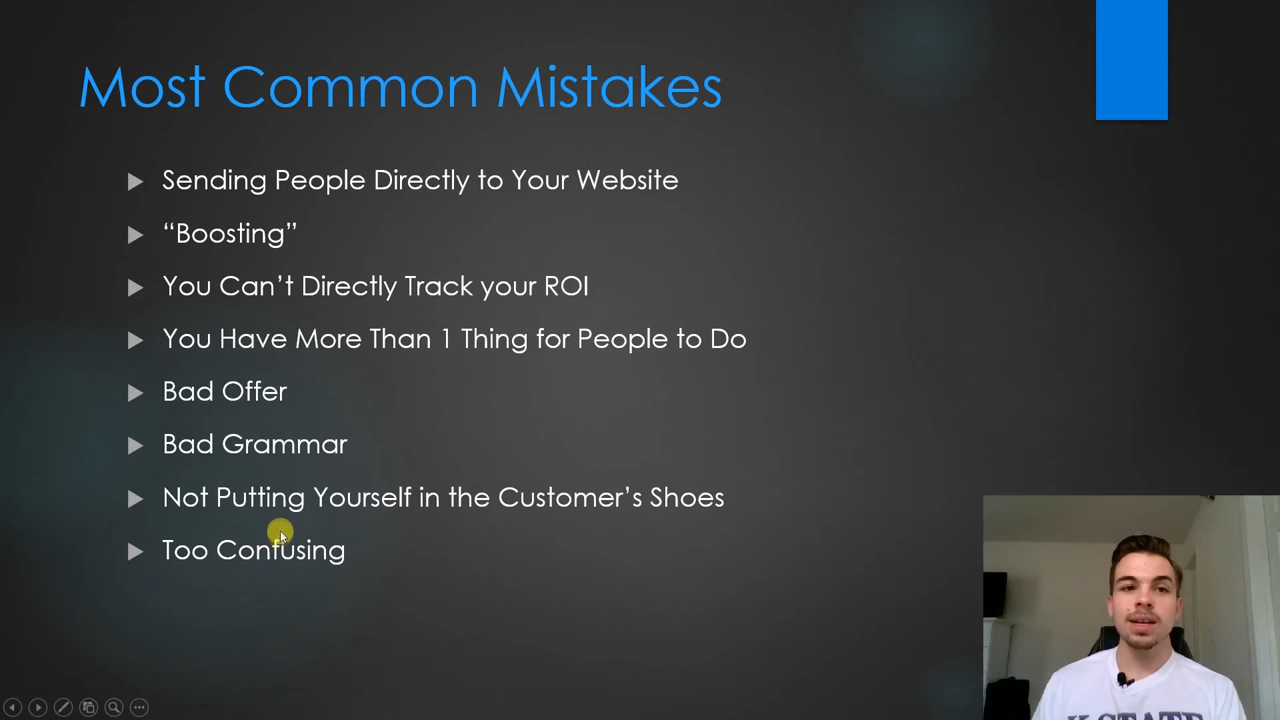 Most Common Mistakes
Sending People Directly to Your Website
“Boosting”
You Can’t Directly Track your ROI
You Have More Than 1 Thing for People to Do
Bad Offer
Bad Grammar
Not Putting Yourself in the Customer’s Shoes
Too Confusing